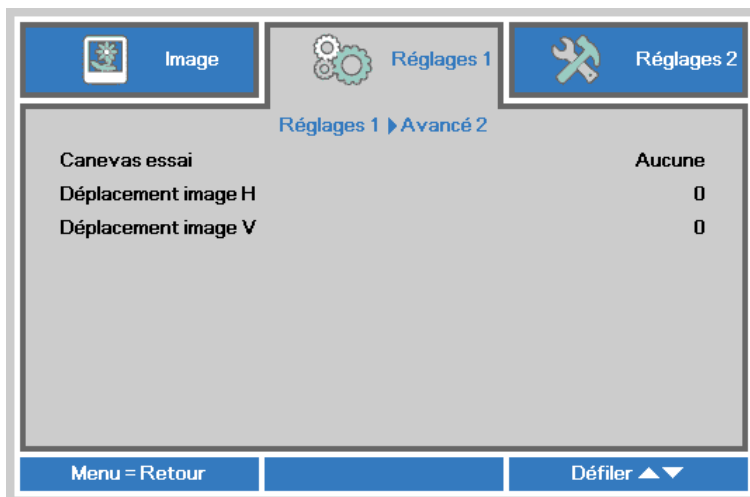 Image
Réglages 1
Réglages 2
Réglages 1 ▶ Avancé 2
Canevas essai Aucune
Déplacement image H 0
Déplacement image V 0
Menu = Retour
Défiler ▲▼